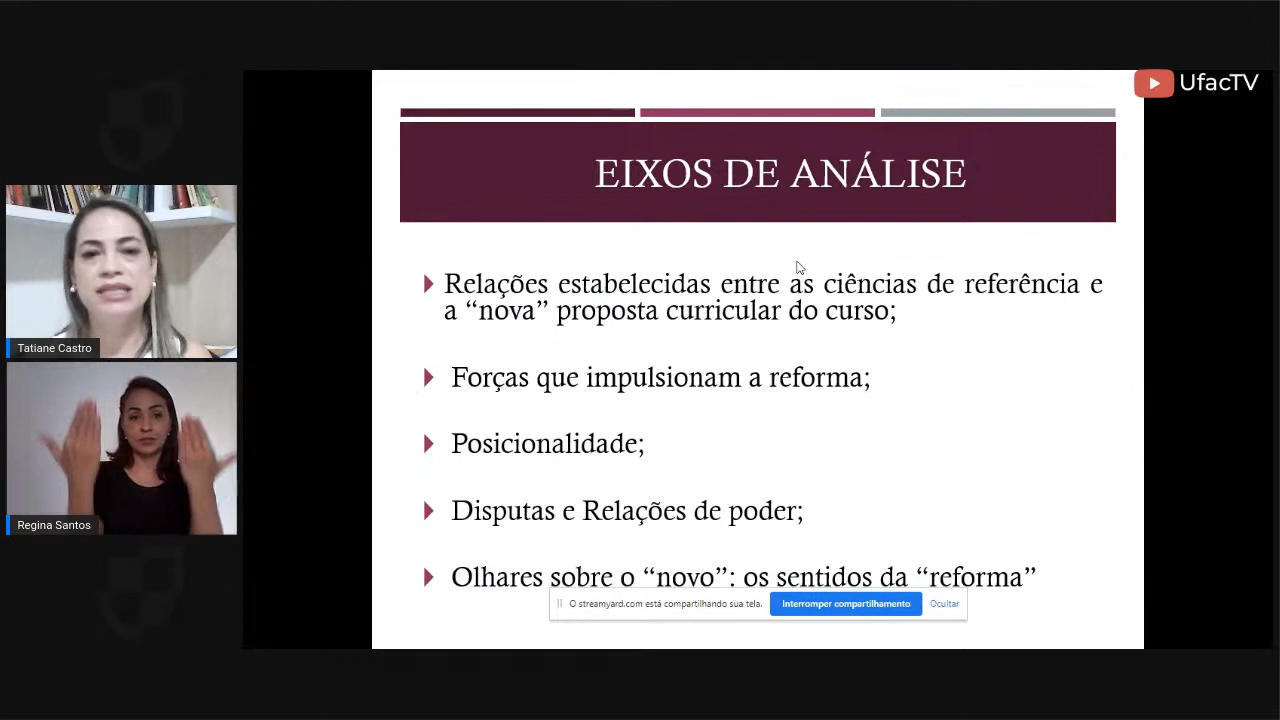 UfacTV
EIXOS DE ANÁLISE
Relações estabelecidas entre as ciências de referência e
a “nova” proposta curricular do curso;
Forças que impulsionam a reforma;
Posicionalidade;
Disputas e Relações de poder;
Olhares sobre o “novo”: os sentidos da “reforma”
O streamyard.com está compartilhando sua tela.
Interromper compartilhamento
Ocultar
Tatiane Castro
Regina Santos